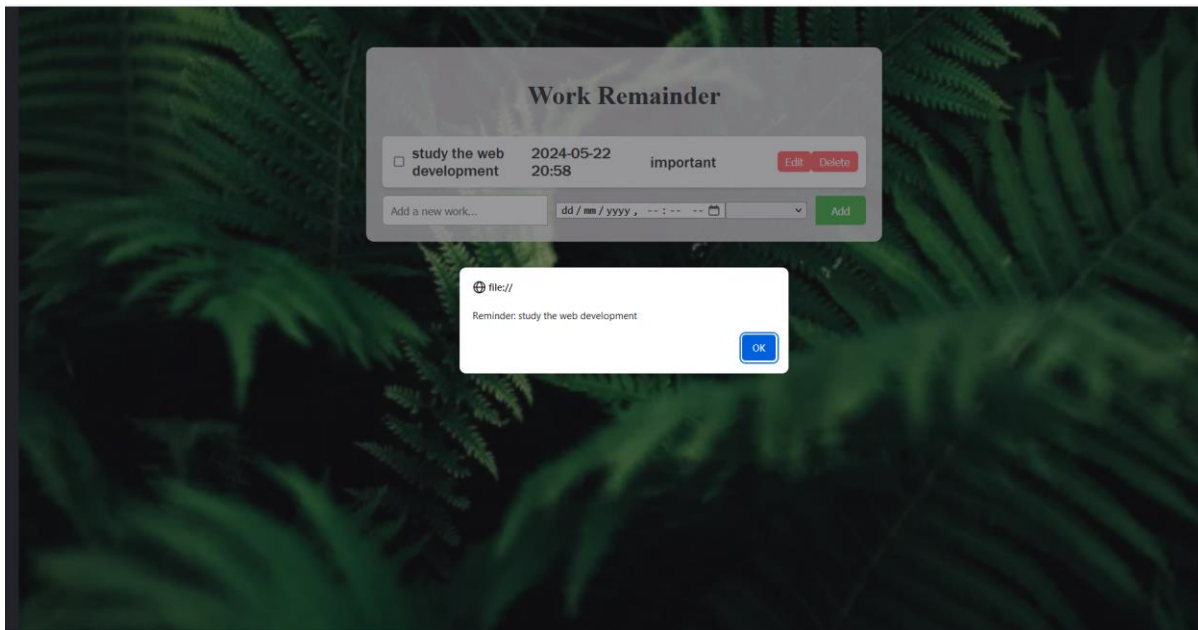 Work Remainder
study the web development
2024-05-22 20:58
important
Edit Delete
Add a new work...
dd / mm / yyyy , -- : -- --
Add
file://
Reminder: study the web development
OK